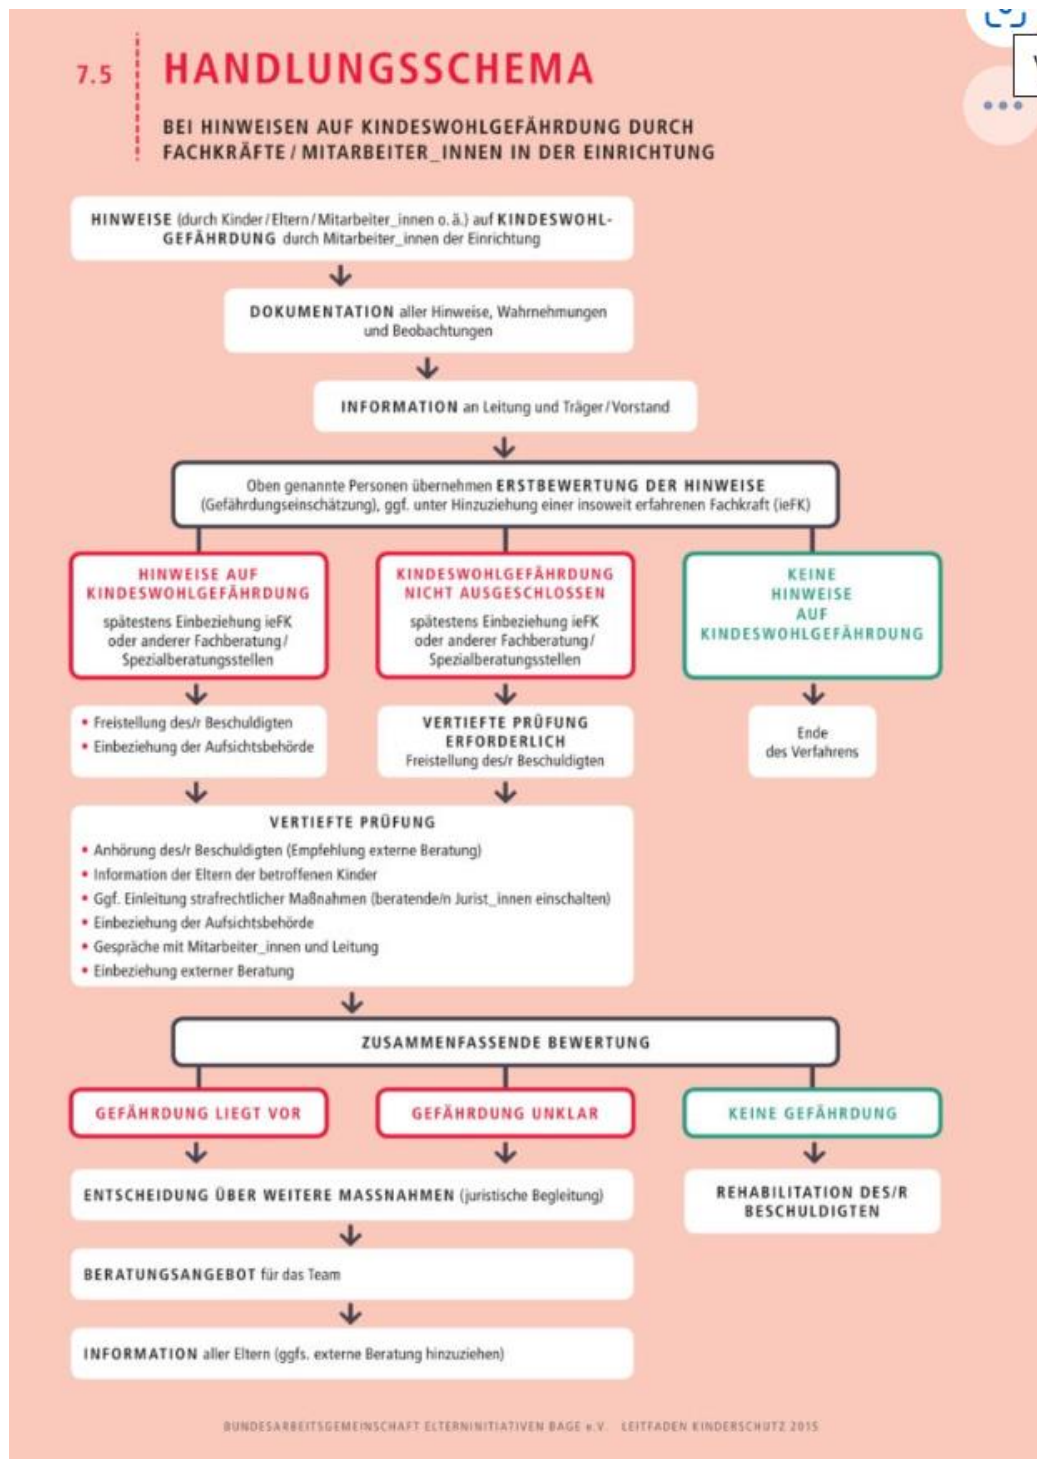 7.5
HANDLUNGSSCHEMA
BEI HINWEISEN AUF KINDESWOHLGEFÄHRDUNG DURCH
FACHKRÄFTE / MITARBEITER_INNEN IN DER EINRICHTUNG
HINWEISE (durch Kinder/Eltern/Mitarbeiter_innen o. ä.) auf KINDESWOHL-
GEFÄHRDUNG durch Mitarbeiter_innen der Einrichtung
DOKUMENTATION aller Hinweise, Wahrnehmungen
und Beobachtungen
INFORMATION an Leitung und Träger/Vorstand
Oben genannte Personen übernehmen ERSTBEWERTUNG DER HINWEISE
(Gefährdungseinschätzung), ggf. unter Hinzuziehung einer insoweit erfahrenen Fachkraft (ieFK)
HINWEISE AUF
KINDESWOHLGEFÄHRDUNG
spätestens Einbeziehung ieFK
oder anderer Fachberatung/
Spezialberatungsstellen
KINDESWOHLGEFÄHRDUNG
NICHT AUSGESCHLOSSEN
spätestens Einbeziehung ieFK
oder anderer Fachberatung/
Spezialberatungsstellen
KEINE
HINWEISE
AUF
KINDESWOHLGEFÄHRDUNG
• Freistellung des/r Beschuldigten
• Einbeziehung der Aufsichtsbehörde
VERTIEFTE PRÜFUNG
ERFORDERLICH
Freistellung des/r Beschuldigten
Ende
des Verfahrens
VERTIEFTE PRÜFUNG
• Anhörung des/r Beschuldigten (Empfehlung externe Beratung)
• Information der Eltern der betroffenen Kinder
• Ggf. Einleitung strafrechtlicher Maßnahmen (beratende/n Jurist_innen einschalten)
• Einbeziehung der Aufsichtsbehörde
• Gespräche mit Mitarbeiter_innen und Leitung
• Einbeziehung externer Beratung
ZUSAMMENFASSENDE BEWERTUNG
GEFÄHRDUNG LIEGT VOR
GEFÄHRDUNG UNKLAR
KEINE GEFÄHRDUNG
ENTSCHEIDUNG ÜBER WEITERE MASSNAHMEN (juristische Begleitung)
REHABILITATION DES/R
BESCHULDIGTEN
BERATUNGSANGEBOT für das Team
INFORMATION aller Eltern (ggfs. externe Beratung hinzuziehen)
BUNDESARBEITSGEMEINSCHAFT ELTERNINITIATIVEN BAGE e.V. LEITFADEN KINDERSCHUTZ 2015